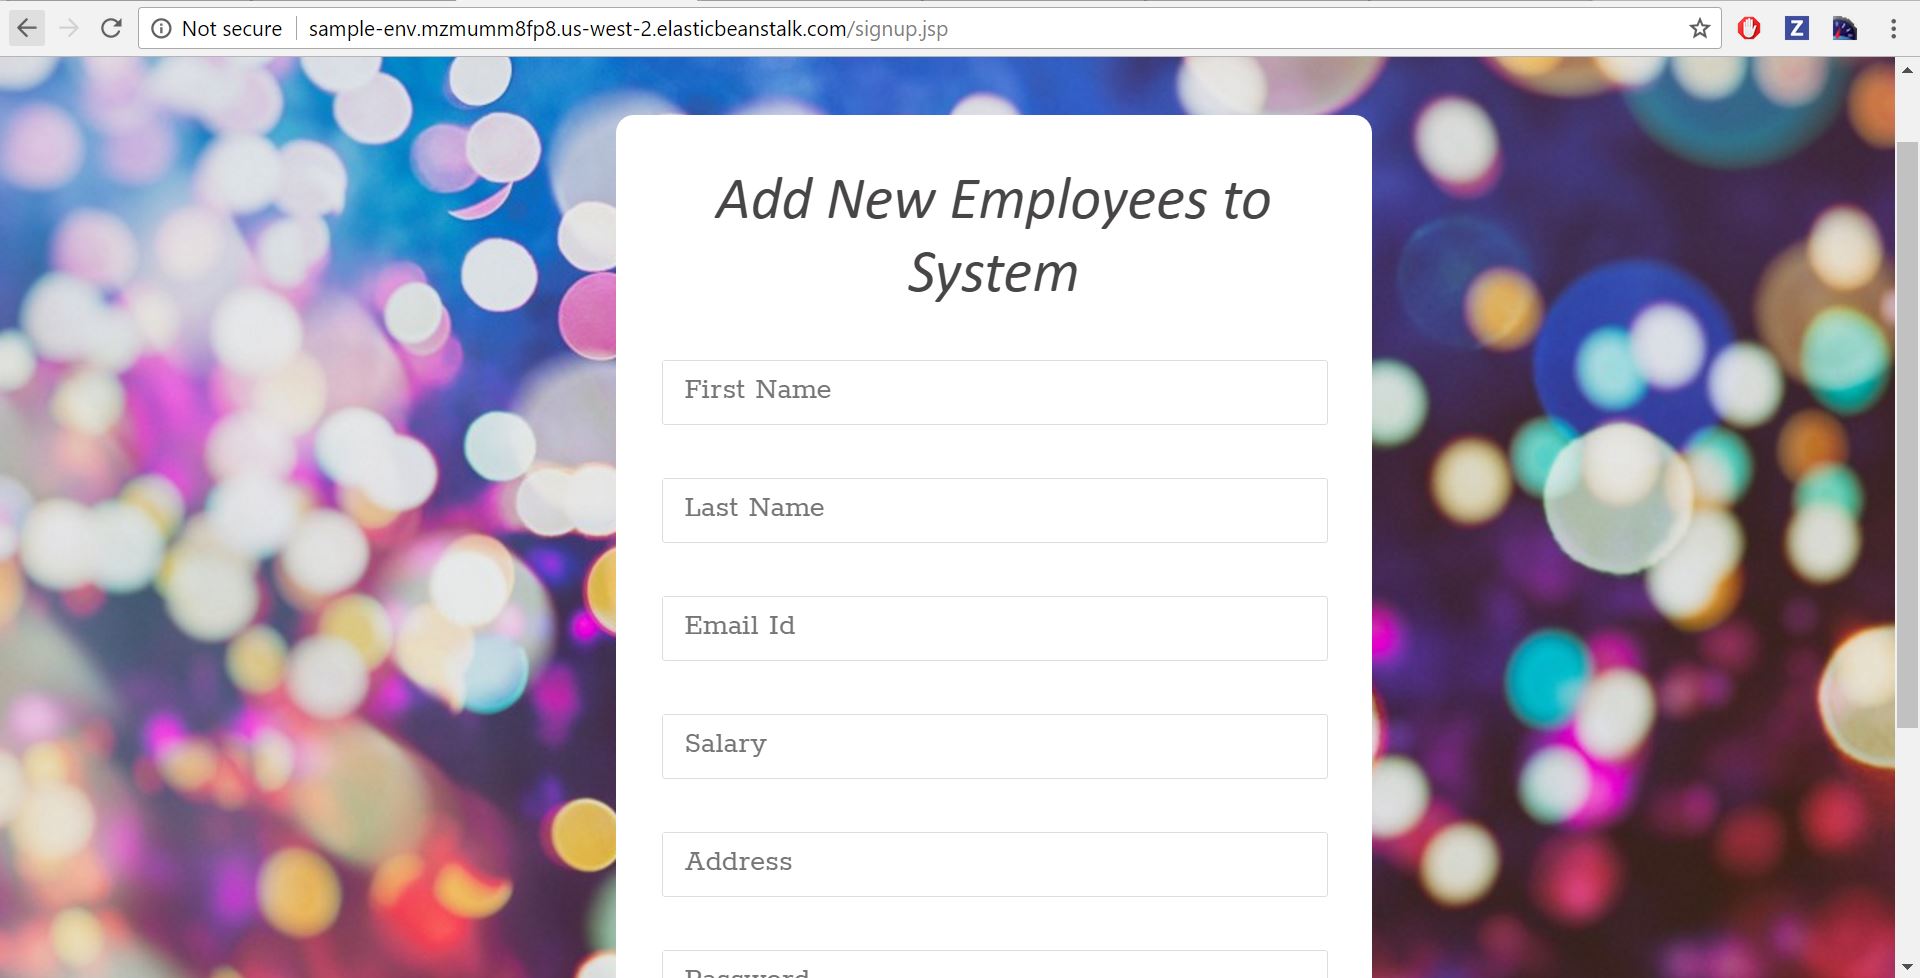 Not secure sample-env.mzmumm8fp8.us-west-2.elasticbeanstalk.com/signup.jsp
Z
Add New Employees to
System
First Name
Last Name
Email Id
Salary
Address
Password